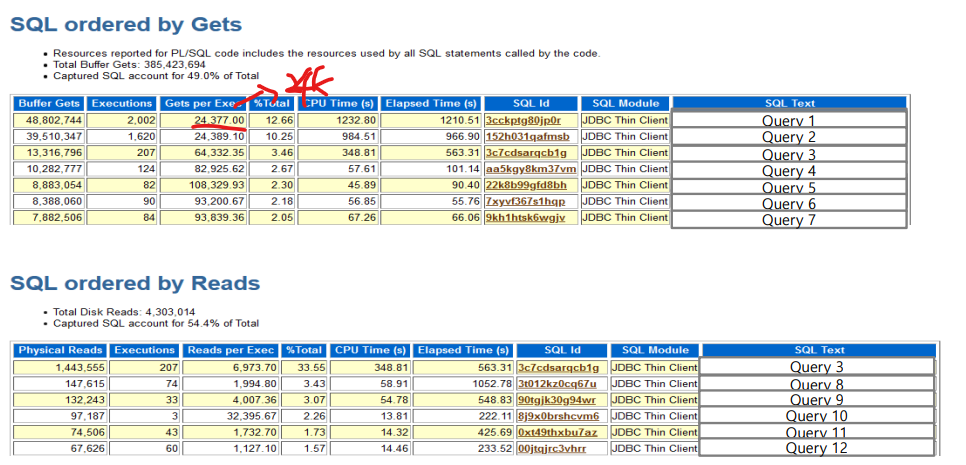 SQL ordered by Gets
• Resources reported for PL/SQL code includes the resources used by all SQL statements called by the code.
• Total Buffer Gets: 385,423,694
• Captured SQL account for 49.0% of Total
Buffer Gets Executions Gets per Exec %Total CPU Time (s) Elapsed Time (s) SQL Id SQL Module SQL Text
48,802,744 2,002 24,377.00 12.66 1232.80 1210.51 3cckptg80jp0r JDBC Thin Client Query 1
39,510,347 1,620 24,389.10 10.25 984.51 966.90 152h031qafmsb JDBC Thin Client Query 2
13,316,796 207 64,332.35 3.46 348.81 563.31 3c7cdsarqcb1g JDBC Thin Client Query 3
10,282,777 124 82,925.62 2.67 57.61 101.14 aa5kgy8km37vm JDBC Thin Client Query 4
8,883,054 82 108,329.93 2.30 45.89 90.40 22k8b99gfd8bh JDBC Thin Client Query 5
8,388,060 90 93,200.67 2.18 56.85 55.76 7xyvf367s1hqp JDBC Thin Client Query 6
7,882,506 84 93,839.36 2.05 67.26 66.06 9kh1htsk6wgjv JDBC Thin Client Query 7
SQL ordered by Reads
• Total Disk Reads: 4,303,014
• Captured SQL account for 54.4% of Total
Physical Reads Executions Reads per Exec %Total CPU Time (s) Elapsed Time (s) SQL Id SQL Module SQL Text
1,443,555 207 6,973.70 33.55 348.81 563.31 3c7cdsarqcb1g JDBC Thin Client Query 3
147,615 74 1,994.80 3.43 58.91 1052.78 3t012kz0cq67u JDBC Thin Client Query 8
132,243 33 4,007.36 3.07 54.78 548.83 90tgjk30g94wr JDBC Thin Client Query 9
97,187 3 32,395.67 2.26 13.81 222.11 8j9x0brshcvm6 JDBC Thin Client Query 10
74,506 43 1,732.70 1.73 14.32 425.69 0xt49thxbu7az JDBC Thin Client Query 11
67,626 60 1,127.10 1.57 14.46 233.52 00jtqjrc3vhrr JDBC Thin Client Query 12